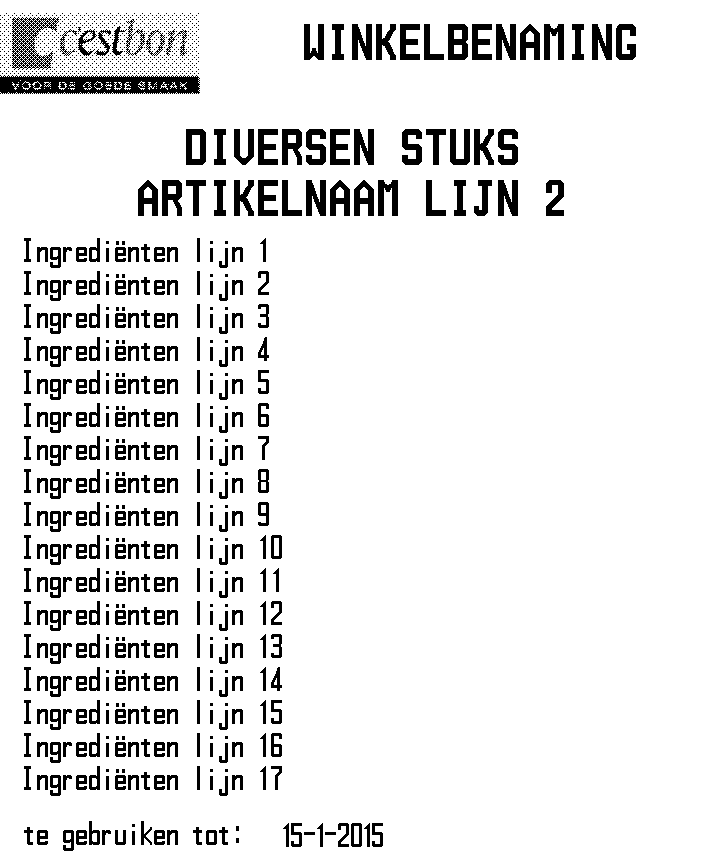 c'estbon
VOOR DE GOEDE SMAAK
WINKELBENAMING
DIVERSEN STUKS
ARTIKELNAAM LIJN 2
Ingrediënten lijn 1
Ingrediënten lijn 2
Ingrediënten lijn 3
Ingrediënten lijn 4
Ingrediënten lijn 5
Ingrediënten lijn 6
Ingrediënten lijn 7
Ingrediënten lijn 8
Ingrediënten lijn 9
Ingrediënten lijn 10
Ingrediënten lijn 11
Ingrediënten lijn 12
Ingrediënten lijn 13
Ingrediënten lijn 14
Ingrediënten lijn 15
Ingrediënten lijn 16
Ingrediënten lijn 17
te gebruiken tot: 15-1-2015